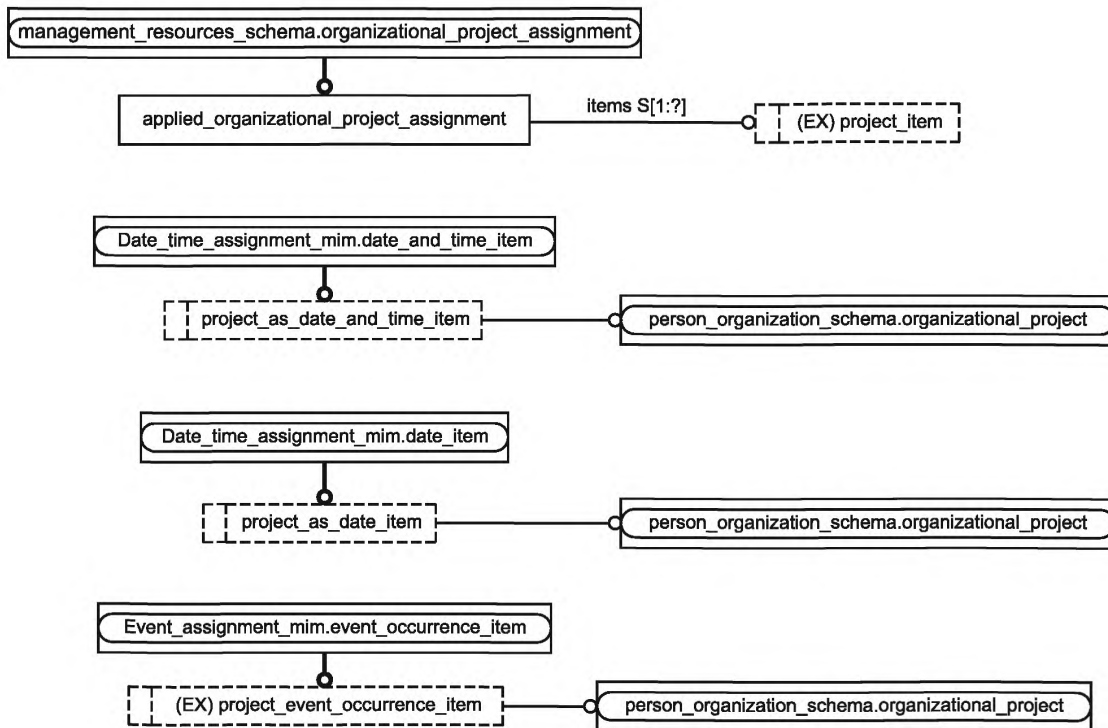 management_resources_schema.organizational_project_assignment
applied_organizational_project_assignment
items S[1:?]
(EX) project_item
Date_time_assignment_mim.date_and_time_item
project_as_date_and_time_item
person_organization_schema.organizational_project
Date_time_assignment_mim.date_item
project_as_date_item
person_organization_schema.organizational_project
Event_assignment_mim.event_occurrence_item
(EX) project_event_occurrence_item
person_organization_schema.organizational_project